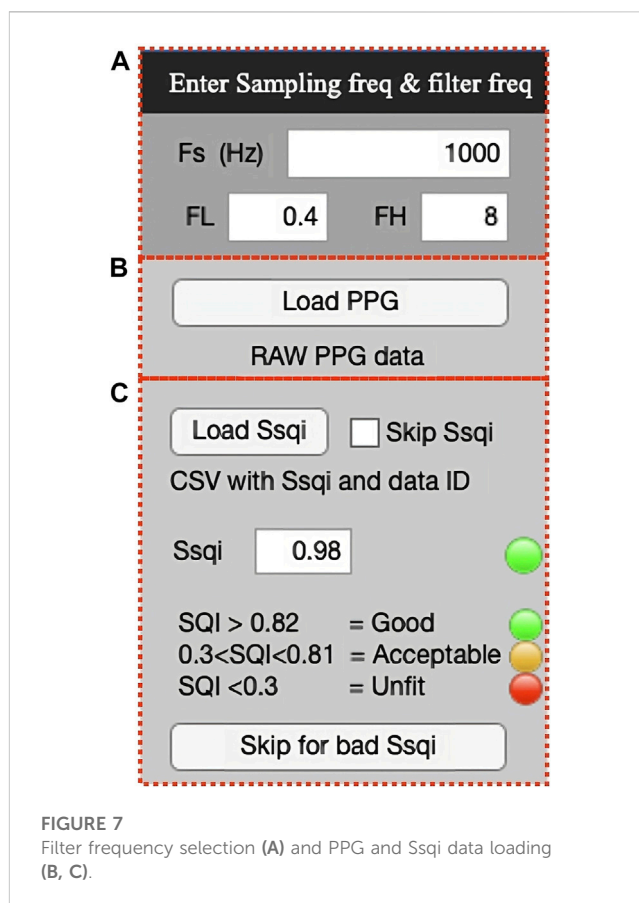 A
Enter Sampling freq & filter freq
Fs (Hz) 1000
FL 0.4 FH 8
B
Load PPG
RAW PPG data
C
Load Ssqi Skip Ssqi
CSV with Ssqi and data ID
Ssqi 0.98
SQI > 0.82 = Good
0.3<SQI<0.81 = Acceptable
SQI <0.3 = Unfit
Skip for bad Ssqi
FIGURE 7
Filter frequency selection (A) and PPG and Ssqi data loading
(B, C).